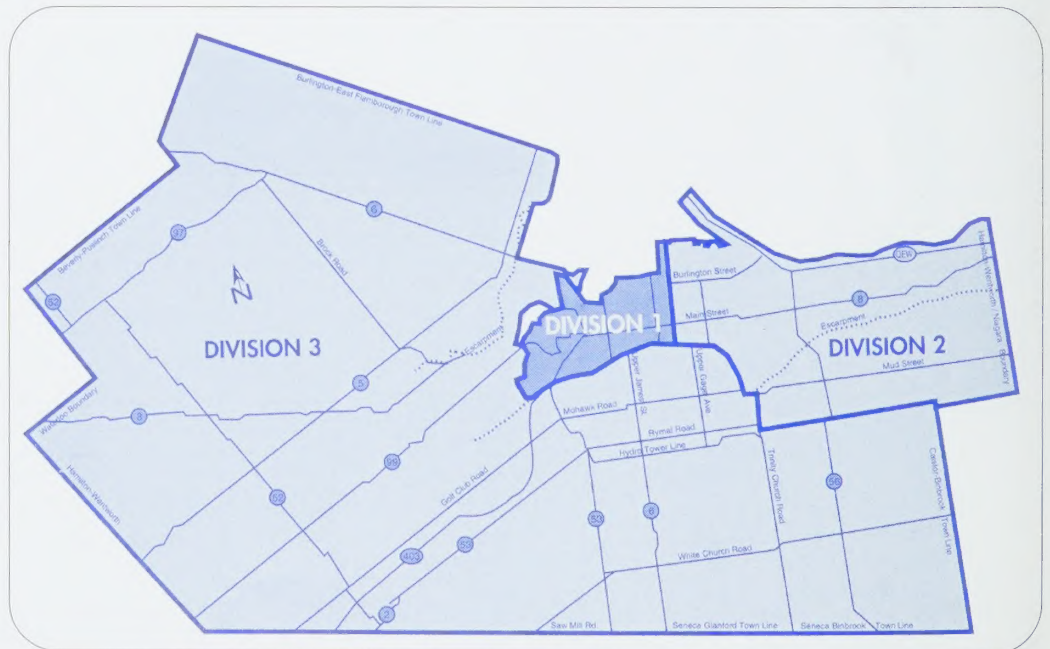 Burlington-East Flamborough Town Line
Beverly-Puslinch Town Line
97
6
Brock Road
52
N
DIVISION 3
Escarpment
5
Waterloo Boundary
8
Hamilton-Wentworth
99
52
Golf Club Road
403
53
2
DIVISION 1
Burlington Street
Main Street
QEW
8
Escarpment
DIVISION 2
Mud Street
Hamilton-Wentworth / Niagara Boundary
Upper James St.
Upper Gage Ave
Mohawk Road
Rymal Road
Hydro Tower Line
Trinity Church Road
56
Caistor-Binbrook Town Line
6
White Church Road
Saw Mill Rd
Seneca Glanford Town Line
Seneca Binbrook Town Line